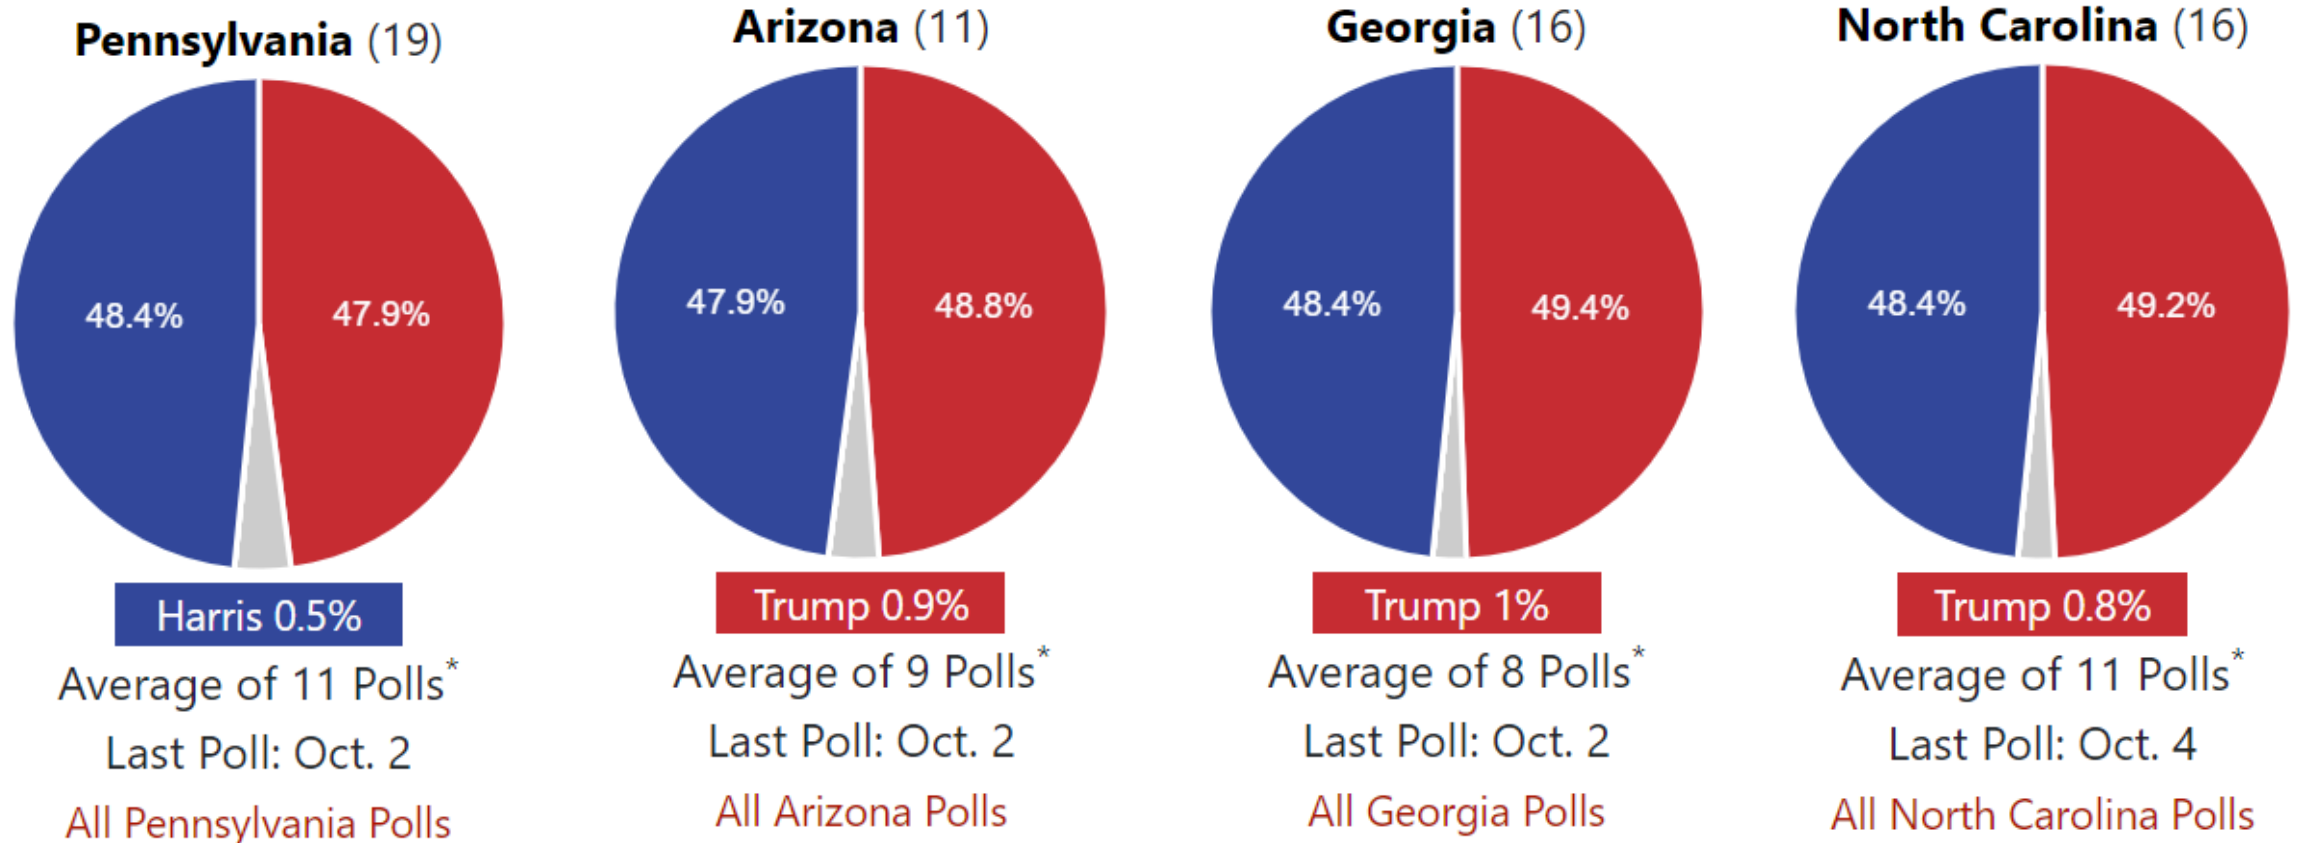 Pennsylvania (19)
48.4%
47.9%
Harris 0.5%
Average of 11 Polls*
Last Poll: Oct. 2
All Pennsylvania Polls
Arizona (11)
47.9%
48.8%
Trump 0.9%
Average of 9 Polls*
Last Poll: Oct. 2
All Arizona Polls
Georgia (16)
48.4%
49.4%
Trump 1%
Average of 8 Polls*
Last Poll: Oct. 2
All Georgia Polls
North Carolina (16)
48.4%
49.2%
Trump 0.8%
Average of 11 Polls*
Last Poll: Oct. 4
All North Carolina Polls